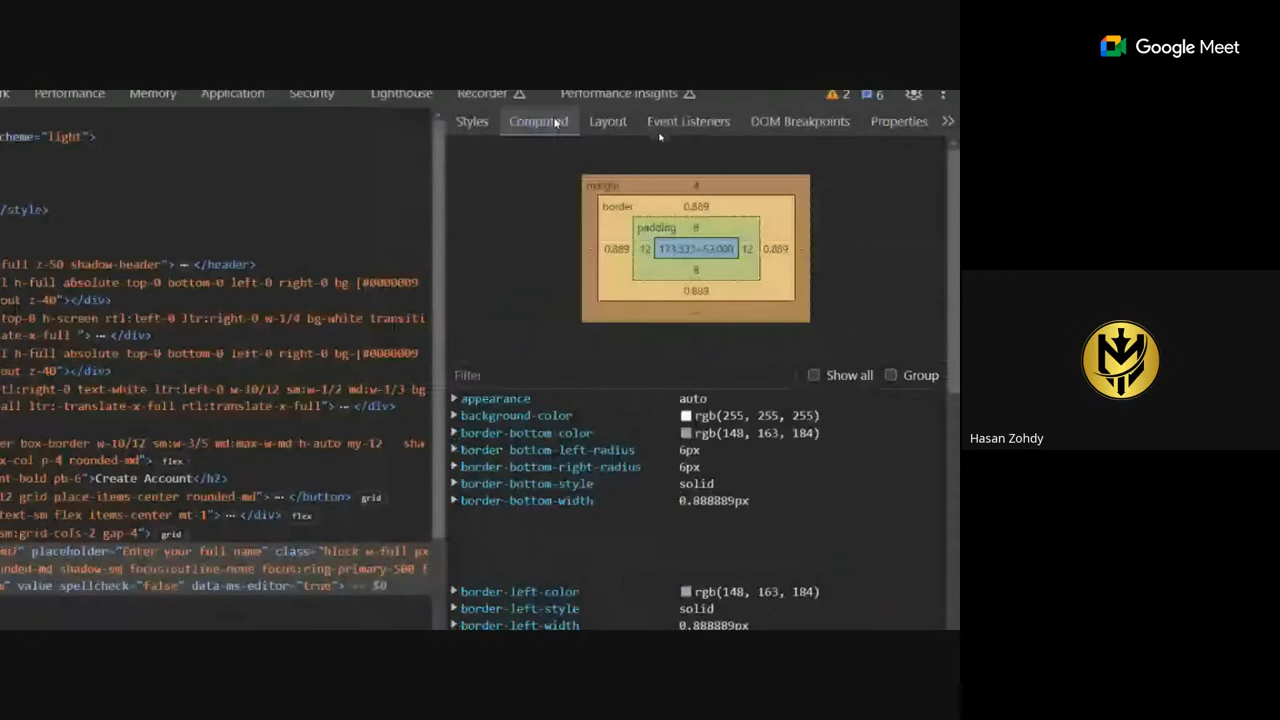 Google Meet
rk Performance Memory Application Security Lighthouse Recorder Performance insights 2 6
Styles Computed Layout Event Listeners DOM Breakpoints Properties
cheme="light">
/style>
full z-50 shadow-header"> ⋯ </header>
l h-full absolute top-0 bottom-0 left-0 right-0 bg [#0000009
out z-40"></div>
top-0 h-screen rtl:left-0 ltr:right-0 w-1/4 bg-white transiti
ate-x-full "> ⋯ </div>
l h-full absolute top-0 bottom-0 left-0 right-0 bg-[#0000009
out z-40"></div>
tl:right-0 text-white ltr:left-0 w-10/12 sm:w-1/2 md:w-1/3 bg
all ltr:-translate-x-full rtl:translate-x-full"> ⋯ </div>
er box-border w-10/12 sm:w-3/5 md:max-w-md h-auto my-12 sha
x-col p-4 rounded-md"> flex
nt-bold pb-6">Create Account</h2>
12 grid place-items-center rounded-md"> ⋯ </button> grid
text-sm flex items-center mt-1"> ⋯ </div> flex
sm:grid-cols-2 gap-4"> grid
placeholder="Enter your full name" class="block w-full px
nded-md shadow-sm focus:outline-none focus:ring-primary-500 f
value spellcheck="false" data-ms-editor="true"> == $0
margin 4
border 0.889
padding 8
0.889 12 12 0.889
8
0.889
Filter Show all Group
appearance auto
background-color rgb(255, 255, 255)
border-bottom-color rgb(148, 163, 184)
border-bottom-left-radius 6px
border-bottom-right-radius 6px
border-bottom-style solid
border-bottom-width 0.888889px
border-left-color rgb(148, 163, 184)
border-left-style solid
border-left-width 0.888889px
Hasan Zohdy